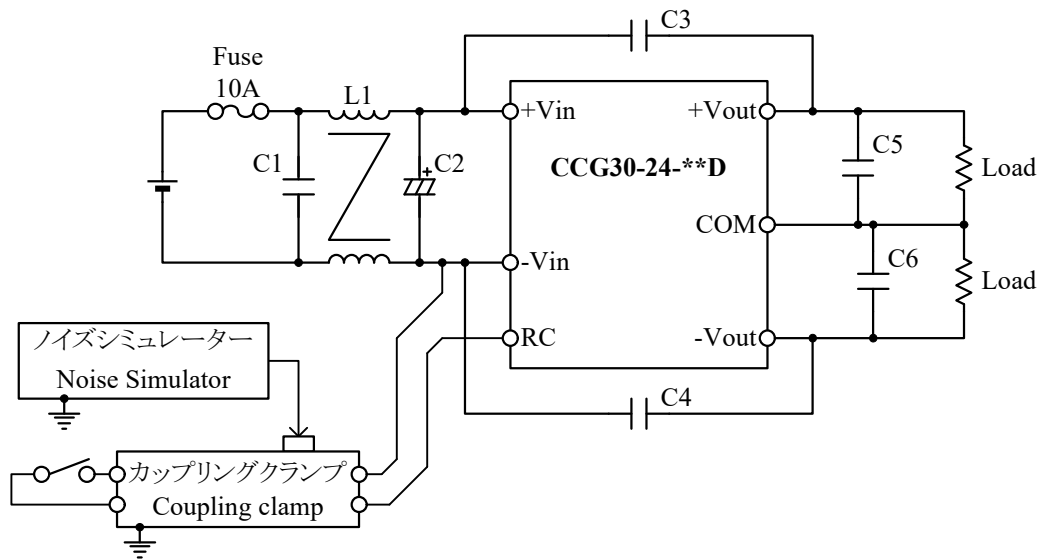 C3
Fuse
10A
L1
+Vin
+Vout
C1
C2
CCG30-24-**D
C5
Load
COM
-Vin
C6
Load
ノイズシミュレーター
Noise Simulator
RC
-Vout
C4
カップリングクランプ
Coupling clamp